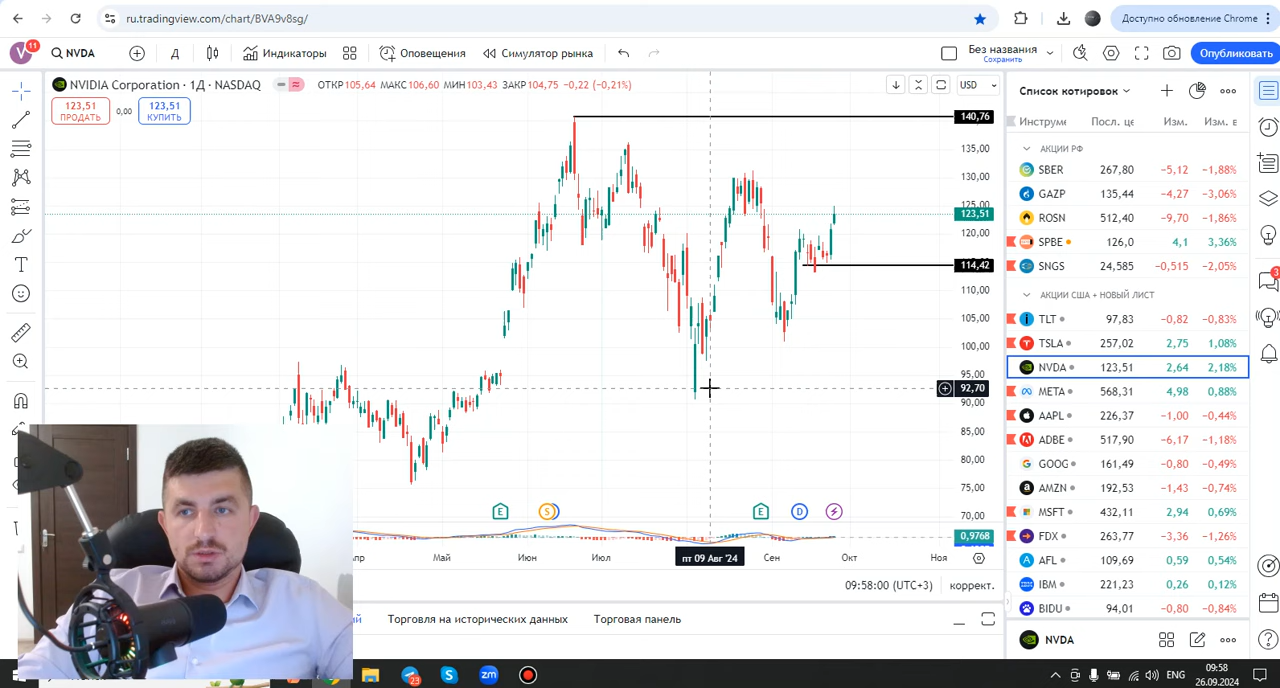 ru.tradingview.com/chart/BVA9v8sg/
Доступно обновление Chrome
V 11
NVDA
Д
Индикаторы
Оповещения
Симулятор рынка
Без названия
Сохранить
Опубликовать
NVIDIA Corporation · 1Д · NASDAQ
ОТКР105,64 МАКС106,60 МИН103,43 ЗАКР104,75 −0,22 (−0,21%)
USD
123,51
ПРОДАТЬ
0,00
123,51
КУПИТЬ
140,76
135,00
130,00
125,00
123,51
120,00
114,42
110,00
105,00
100,00
95,00
92,70
90,00
85,00
80,00
75,00
70,00
0,9768
E
S
E
D
Май
Июн
Июл
пт 09 Авг '24
Сен
Окт
Ноя
09:58:00 (UTC+3)
коррект.
Торговля на исторических данных
Торговая панель
Список котировок
Инструм
Посл. це
Изм.
Изм. в
АКЦИИ РФ
SBER 267,80 −5,12 −1,88%
GAZP 135,44 −4,27 −3,06%
ROSN 512,40 −9,70 −1,86%
SPBE 126,0 4,1 3,36%
SNGS 24,585 −0,515 −2,05%
АКЦИИ США + НОВЫЙ ЛИСТ
TLT 97,83 −0,82 −0,83%
TSLA 257,02 2,75 1,08%
NVDA 123,51 2,64 2,18%
META 568,31 4,98 0,88%
AAPL 226,37 −1,00 −0,44%
ADBE 517,90 −6,17 −1,18%
GOOG 161,49 −0,80 −0,49%
AMZN 192,53 −1,43 −0,74%
MSFT 432,11 2,94 0,69%
FDX 263,77 −3,36 −1,26%
AFL 109,69 0,59 0,54%
IBM 221,23 0,26 0,12%
BIDU 94,01 −0,80 −0,84%
NVDA
3
23
S
zm
ENG
09:58
26.09.2024